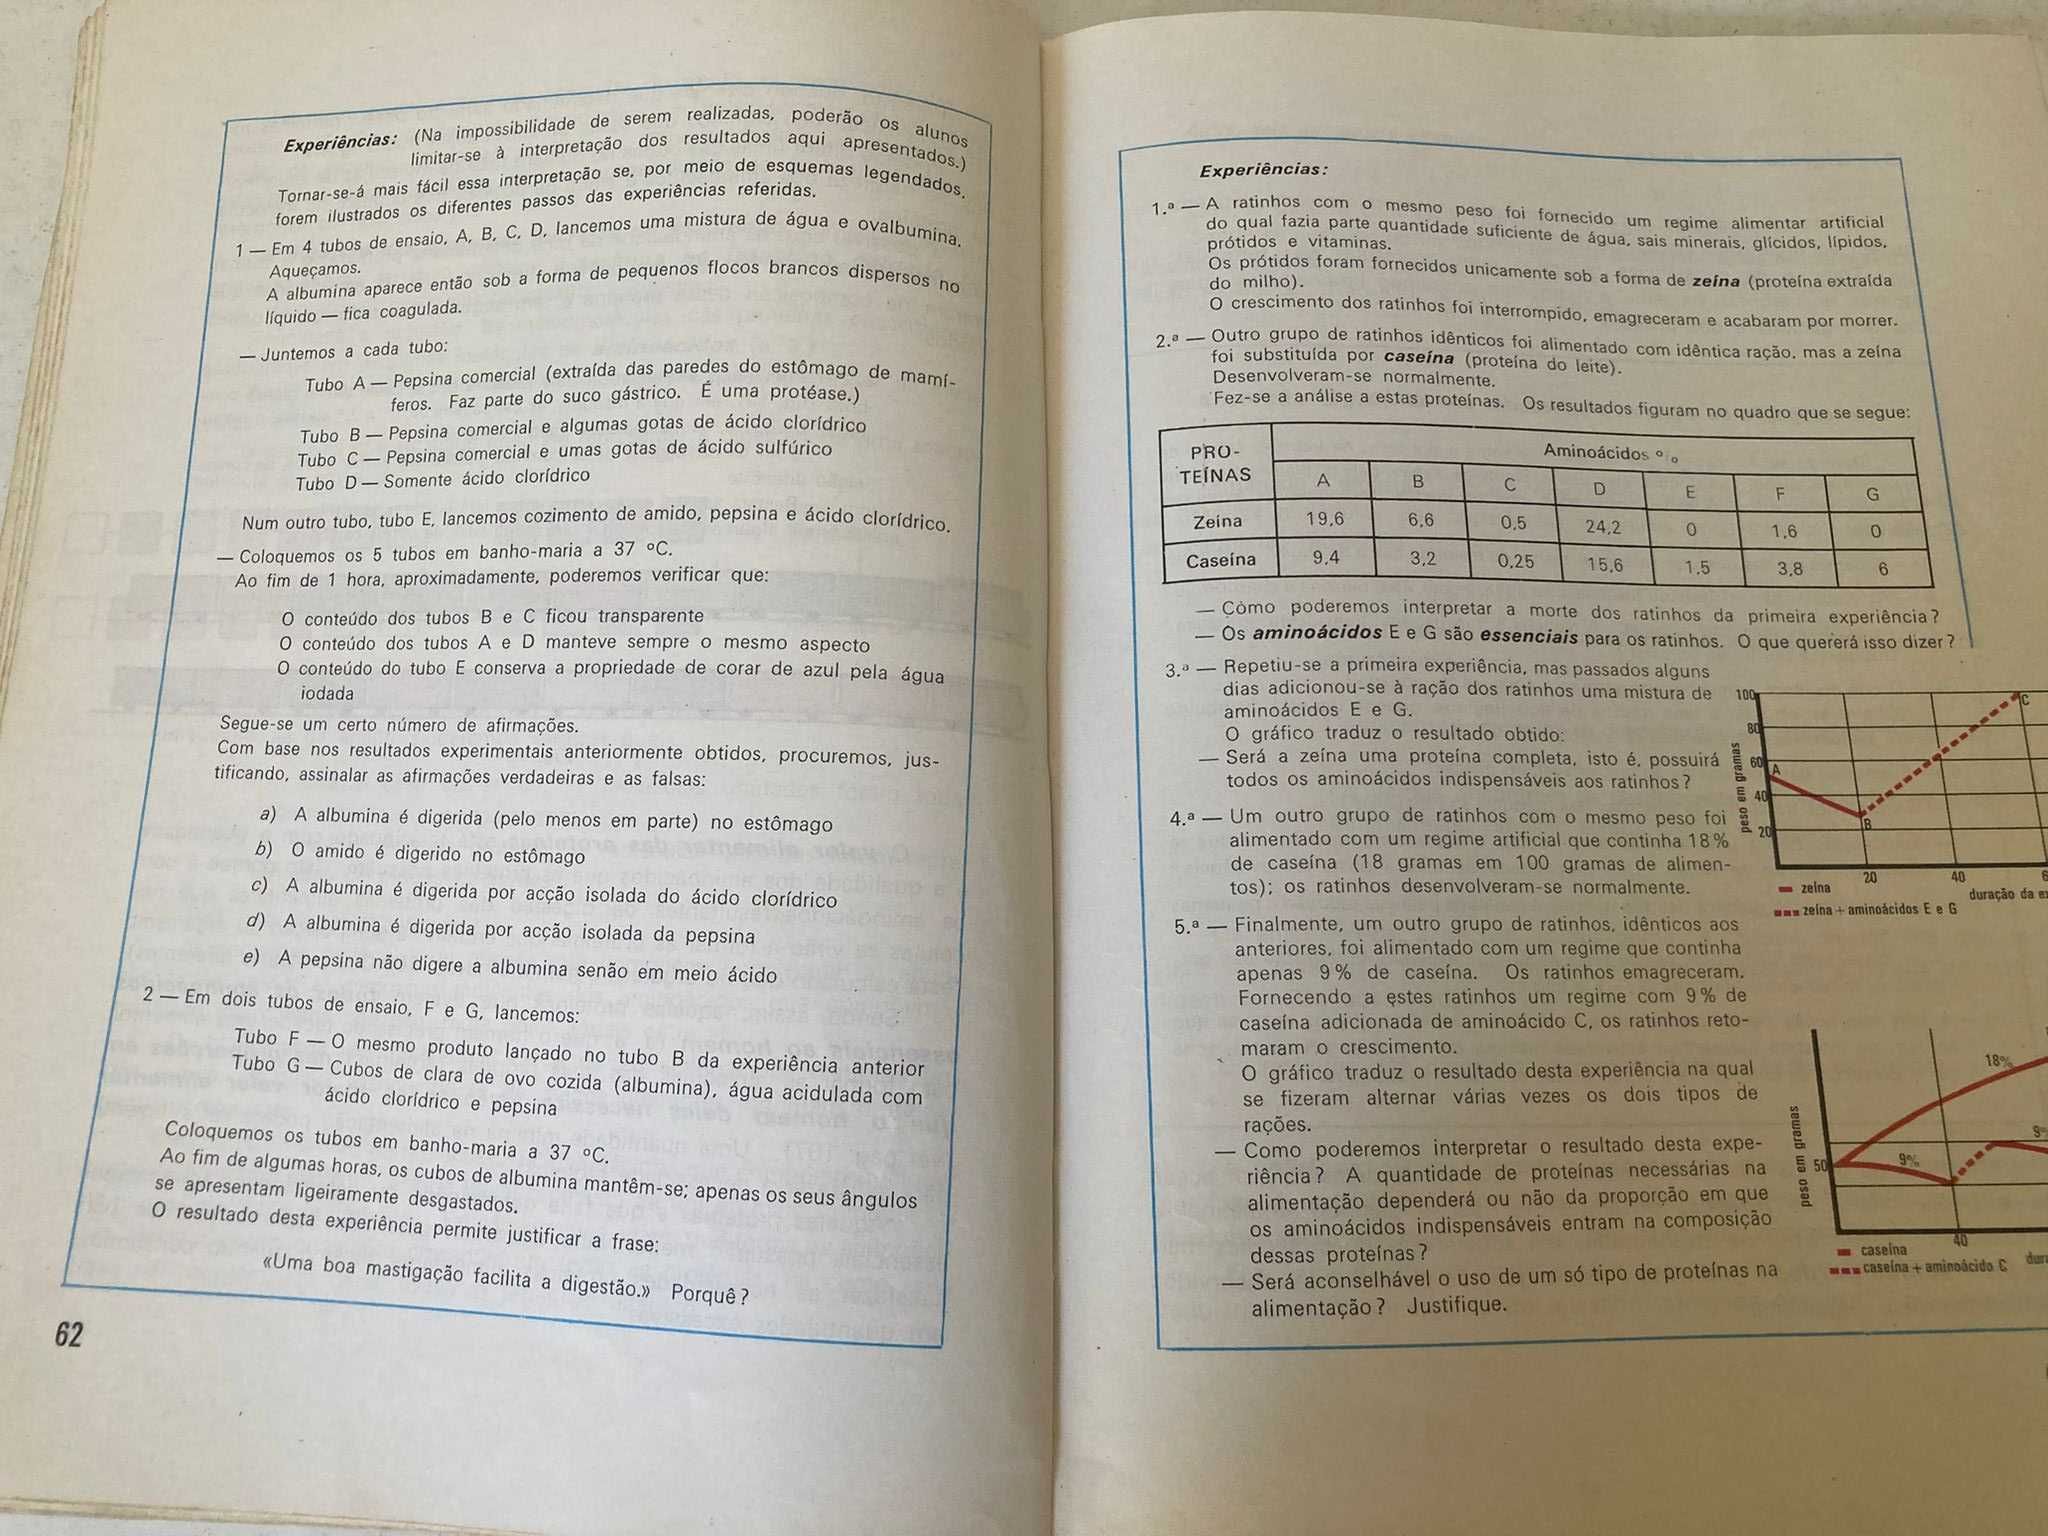 Experiências: (Na impossibilidade de serem realizadas, poderão os alunos
limitar-se à interpretação dos resultados aqui apresentados.)
Tornar-se-á mais fácil essa interpretação se, por meio de esquemas legendados,
forem ilustrados os diferentes passos das experiências referidas.
1 — Em 4 tubos de ensaio, A, B, C, D, lancemos uma mistura de água e ovalbumina.
Aqueçamos.
A albumina aparece então sob a forma de pequenos flocos brancos dispersos no
líquido — fica coagulada.
— Juntemos a cada tubo:
Tubo A — Pepsina comercial (extraída das paredes do estômago de mamí-
feros. Faz parte do suco gástrico. É uma protéase.)
Tubo B — Pepsina comercial e algumas gotas de ácido clorídrico
Tubo C — Pepsina comercial e umas gotas de ácido sulfúrico
Tubo D — Somente ácido clorídrico
Num outro tubo, tubo E, lancemos cozimento de amido, pepsina e ácido clorídrico.
— Coloquemos os 5 tubos em banho-maria a 37 ºC.
Ao fim de 1 hora, aproximadamente, poderemos verificar que:
O conteúdo dos tubos B e C ficou transparente
O conteúdo dos tubos A e D manteve sempre o mesmo aspecto
O conteúdo do tubo E conserva a propriedade de corar de azul pela água
iodada
Segue-se um certo número de afirmações.
Com base nos resultados experimentais anteriormente obtidos, procuremos, jus-
tificando, assinalar as afirmações verdadeiras e as falsas:
a) A albumina é digerida (pelo menos em parte) no estômago
b) O amido é digerido no estômago
c) A albumina é digerida por acção isolada do ácido clorídrico
d) A albumina é digerida por acção isolada da pepsina
e) A pepsina não digere a albumina senão em meio ácido
2 — Em dois tubos de ensaio, F e G, lancemos:
Tubo F — O mesmo produto lançado no tubo B da experiência anterior
Tubo G — Cubos de clara de ovo cozida (albumina), água acidulada com
ácido clorídrico e pepsina
Coloquemos os tubos em banho-maria a 37 ºC.
Ao fim de algumas horas, os cubos de albumina mantêm-se; apenas os seus ângulos
se apresentam ligeiramente desgastados.
O resultado desta experiência permite justificar a frase:
«Uma boa mastigação facilita a digestão.» Porquê?
62
Experiências:
1.ª — A ratinhos com o mesmo peso foi fornecido um regime alimentar artificial
do qual fazia parte quantidade suficiente de água, sais minerais, glícidos, lípidos,
prótidos e vitaminas.
Os prótidos foram fornecidos unicamente sob a forma de zeína (proteína extraída
do milho).
O crescimento dos ratinhos foi interrompido, emagreceram e acabaram por morrer.
2.ª — Outro grupo de ratinhos idênticos foi alimentado com idêntica ração, mas a zeína
foi substituída por caseína (proteína do leite).
Desenvolveram-se normalmente.
Fez-se a análise a estas proteínas. Os resultados figuram no quadro que se segue:
PRO-
TEÍNAS
Aminoácidos %
A B C D E F G
Zeína 19,6 6,6 0,5 24,2 0 1,6 0
Caseína 9,4 3,2 0,25 15,6 1,5 3,8 6
— Como poderemos interpretar a morte dos ratinhos da primeira experiência?
— Os aminoácidos E e G são essenciais para os ratinhos. O que quererá isso dizer?
3.ª — Repetiu-se a primeira experiência, mas passados alguns
dias adicionou-se à ração dos ratinhos uma mistura de
aminoácidos E e G.
O gráfico traduz o resultado obtido:
— Será a zeína uma proteína completa, isto é, possuirá
todos os aminoácidos indispensáveis aos ratinhos?
100
80
60
40
20
peso em gramas
A
B
C
20 40 6
duração da ex
zeína
zeína + aminoácidos E e G
4.ª — Um outro grupo de ratinhos com o mesmo peso foi
alimentado com um regime artificial que continha 18 %
de caseína (18 gramas em 100 gramas de alimen-
tos); os ratinhos desenvolveram-se normalmente.
5.ª — Finalmente, um outro grupo de ratinhos, idênticos aos
anteriores, foi alimentado com um regime que continha
apenas 9 % de caseína. Os ratinhos emagreceram.
Fornecendo a estes ratinhos um regime com 9 % de
caseína adicionada de aminoácido C, os ratinhos reto-
maram o crescimento.
O gráfico traduz o resultado desta experiência na qual
se fizeram alternar várias vezes os dois tipos de
rações.
— Como poderemos interpretar o resultado desta expe-
riência? A quantidade de proteínas necessárias na
alimentação dependerá ou não da proporção em que
os aminoácidos indispensáveis entram na composição
dessas proteínas?
— Será aconselhável o uso de um só tipo de proteínas na
alimentação? Justifique.
18%
9%
9%
50
peso em gramas
40
dura
caseína
caseína + aminoácido C